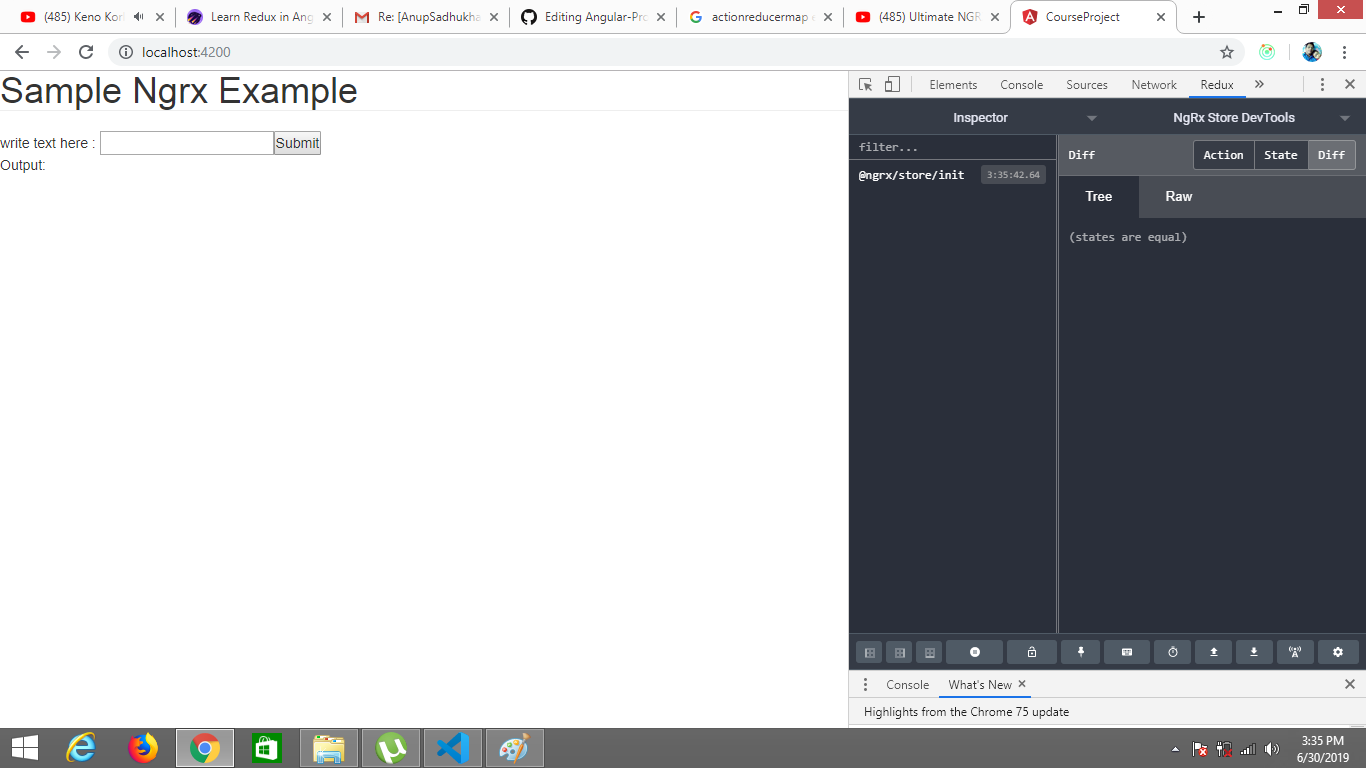 (485) Keno Kor
Learn Redux in Ang
Re: [AnupSadhukha
Editing Angular-Pro
actionreducermap e
(485) Ultimate NGR
CourseProject
localhost:4200
Sample Ngrx Example
write text here :
Submit
Output:
Elements Console Sources Network Redux
Inspector
NgRx Store DevTools
filter...
Diff
Action State Diff
@ngrx/store/init 3:35:42.64
Tree Raw
(states are equal)
Console What's New
Highlights from the Chrome 75 update
3:35 PM
6/30/2019